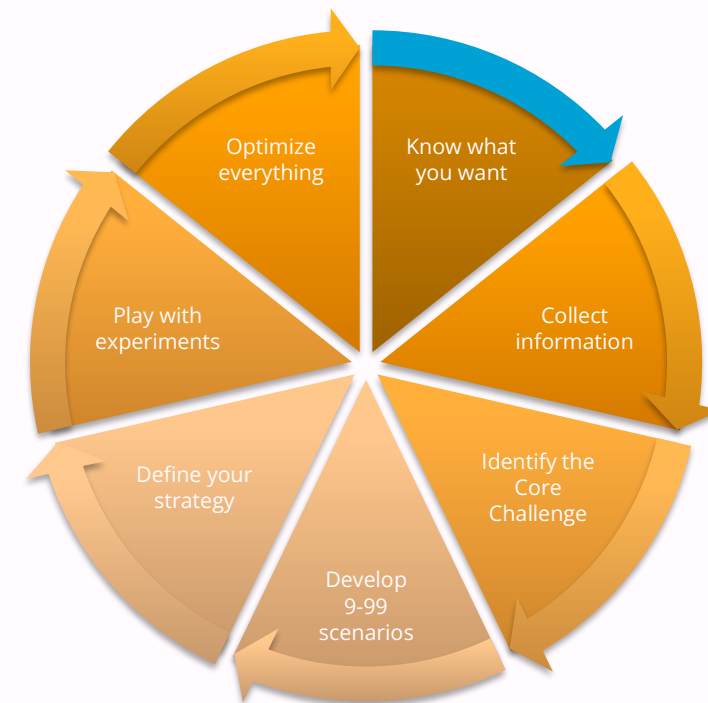 Know what
you want
Collect
information
Identify the
Core
Challenge
Develop
9-99
scenarios
Define your
strategy
Play with
experiments
Optimize
everything